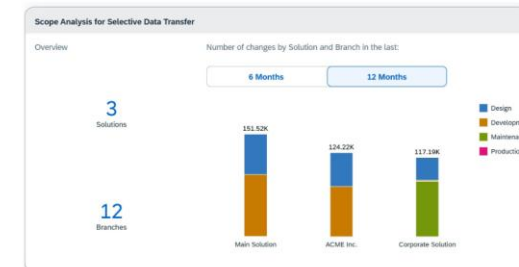 Scope Analysis for Selective Data Transfer
Overview
Number of changes by Solution and Branch in the last:
6 Months
12 Months
3
Solutions
12
Branches
151.52K
124.22K
117.19K
Main Solution
ACME Inc.
Corporate Solution
Design
Developm
Maintena
Productio